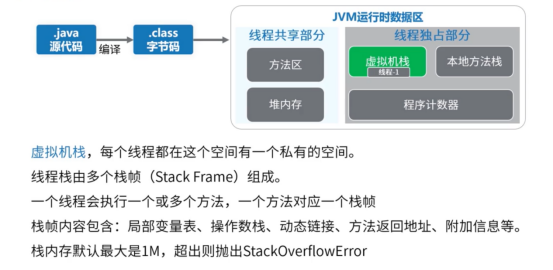 JVM运行时数据区
.java
源代码
编译
.class
字节码
线程共享部分
方法区
堆内存
线程独占部分
虚拟机栈
线程-1
本地方法栈
程序计数器
虚拟机栈，每个线程都在这个空间有一个私有的空间。
线程栈由多个栈帧（Stack Frame）组成。
一个线程会执行一个或多个方法，一个方法对应一个栈帧
栈帧内容包含：局部变量表、操作数栈、动态链接、方法返回地址、附加信息等。
栈内存默认最大是1M，超出则抛出StackOverflowError